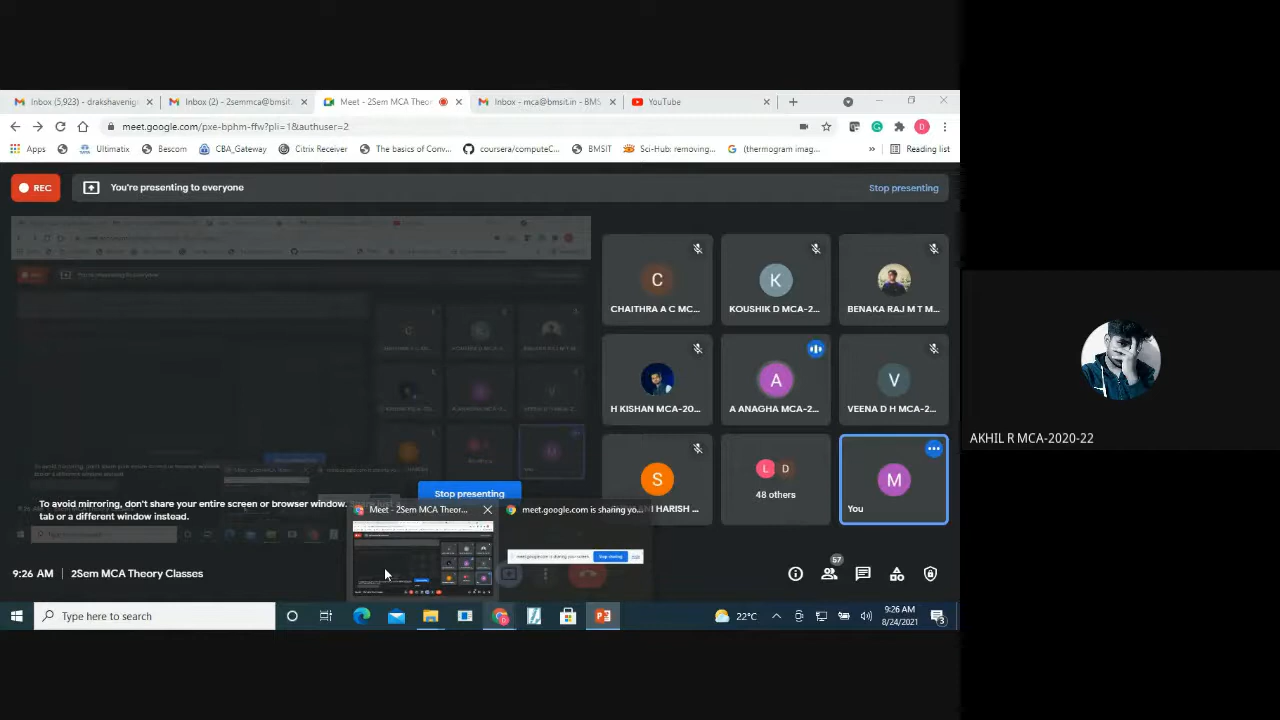 Inbox (5,923) - drakshavenig
Inbox (2) - 2semmca@bmsit.
Meet - 2Sem MCA Theor
Inbox - mca@bmsit.in - BMS
YouTube
meet.google.com/pxe-bphm-ffw?pli=1&authuser=2
Apps
Ultimatix
Bescom
CBA_Gateway
Citrix Receiver
The basics of Conv...
coursera/computeC...
BMSIT
Sci-Hub: removing...
(thermogram imag...
»
Reading list
REC
You're presenting to everyone
Stop presenting
CHAITHRA A C MC...
KOUSHIK D MCA-2...
BENAKA RAJ M T M...
H KISHAN MCA-20...
A ANAGHA MCA-2...
VEENA D H MCA-2...
HARISH ...
48 others
You
C
K
A
V
S
L
D
M
AKHIL R MCA-2020-22
Stop presenting
To avoid mirroring, don't share your entire screen or browser window.
tab or a different window instead.
Meet - 2Sem MCA Theor...
meet.google.com is sharing yo...
Stop sharing
9:26 AM | 2Sem MCA Theory Classes
57
Type here to search
22°C
9:26 AM
8/24/2021
3